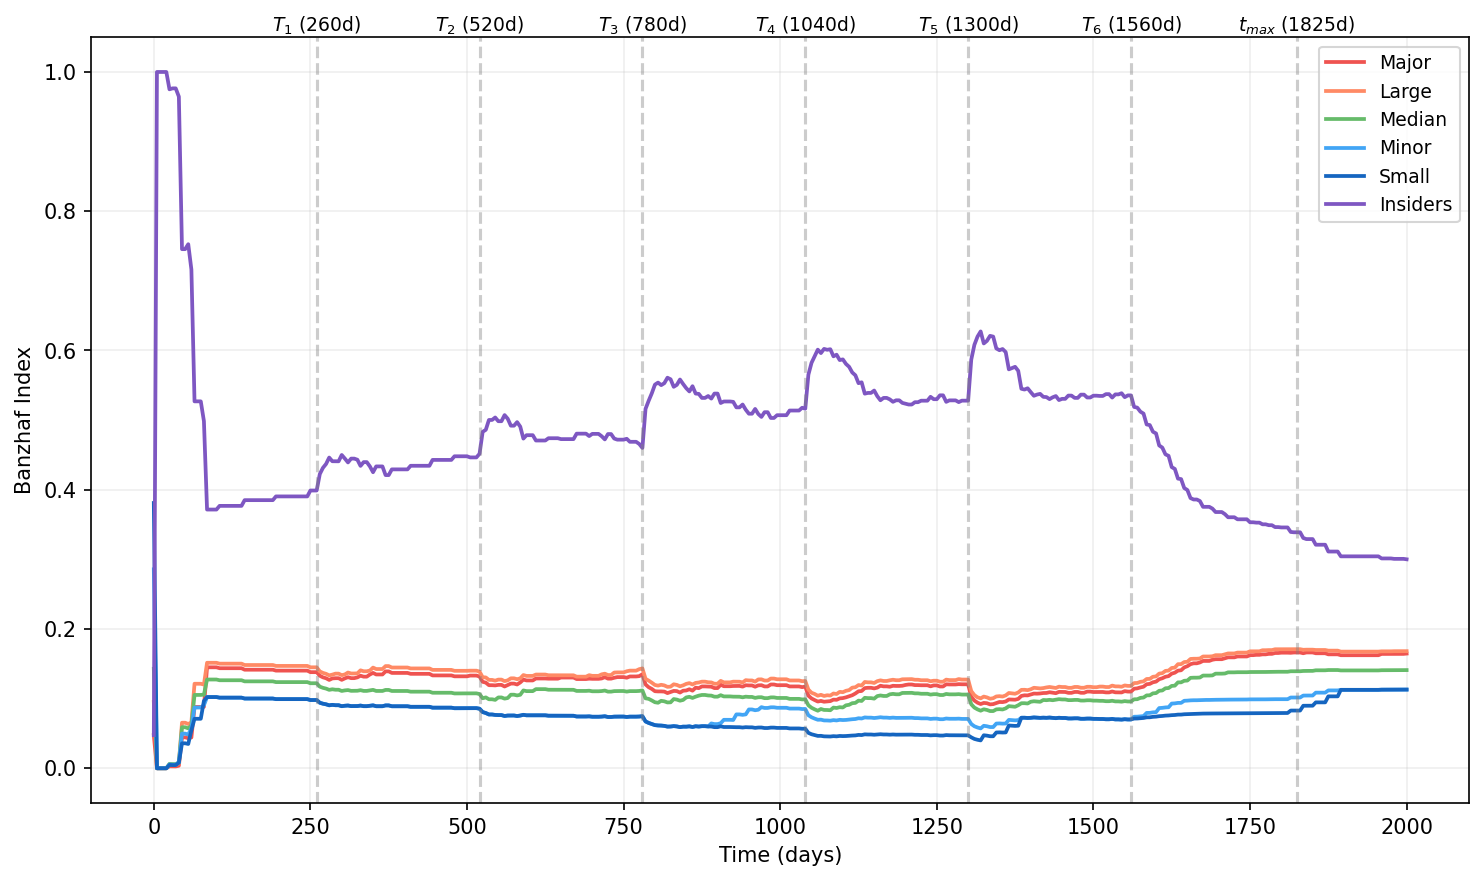 T₁ (260d) T₂ (520d) T₃ (780d) T₄ (1040d) T₅ (1300d) T₆ (1560d) tₘₐₓ (1825d)
Major
Large
Median
Minor
Small
Insiders
1.0
0.8
0.6
0.4
0.2
0.0
Banzhaf Index
0 250 500 750 1000 1250 1500 1750 2000
Time (days)